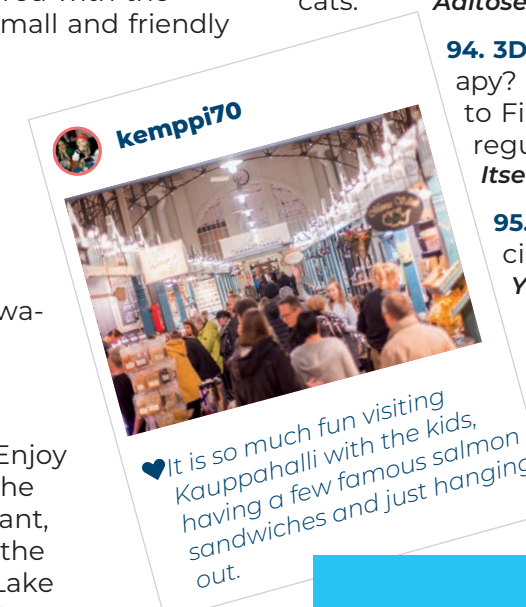 mall and friendly
cats.
94. 3D
apy?
to Fi
regu
Itse
95.
ci
Y
kemppi70
It is so much fun visiting
Kauppahalli with the kids,
having a few famous salmon
sandwiches and just hanging
out.
wa-
Enjoy
he
ant,
the
Lake